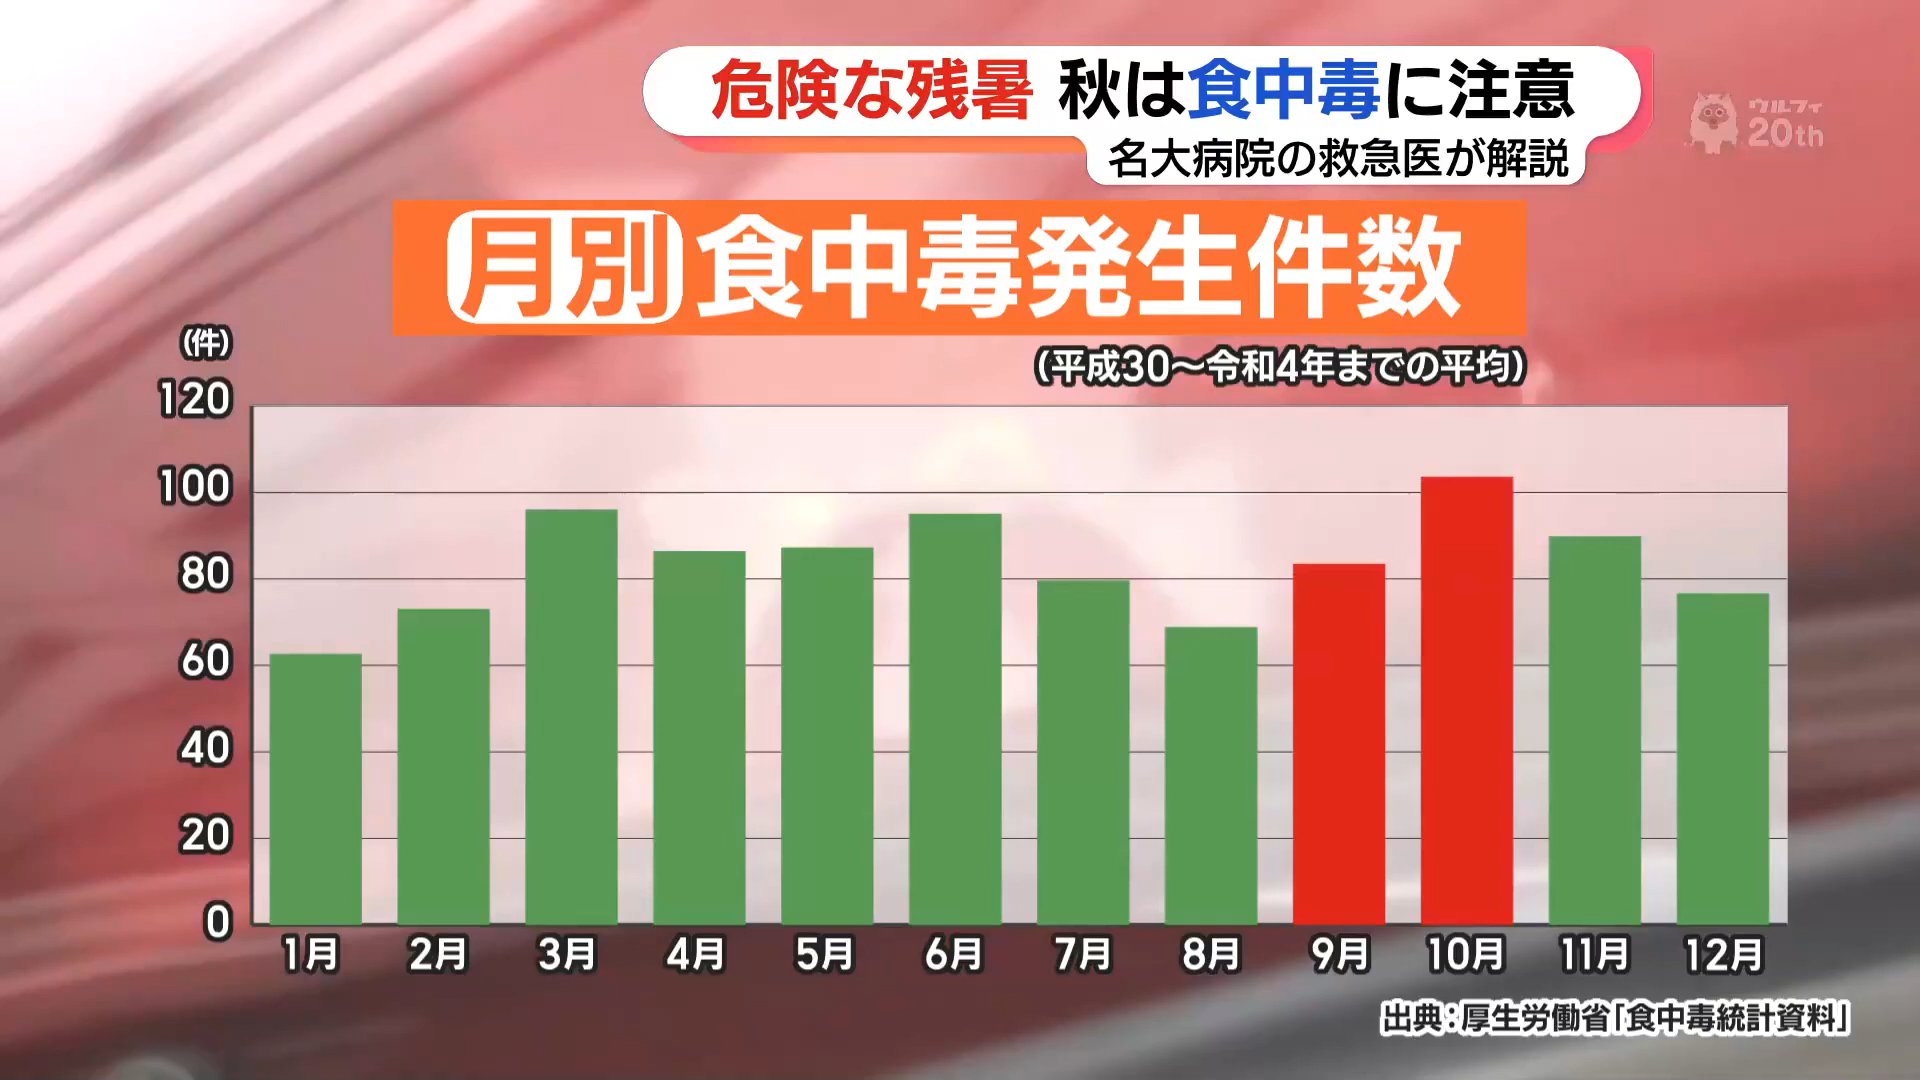 危険な残暑 秋は食中毒に注意
名大病院の救急医が解説
ウルフィ
20th
月別食中毒発生件数
(平成30〜令和4年までの平均)
(件)
120
100
80
60
40
20
0
1月 2月 3月 4月 5月 6月 7月 8月 9月 10月 11月 12月
出典:厚生労働省「食中毒統計資料」